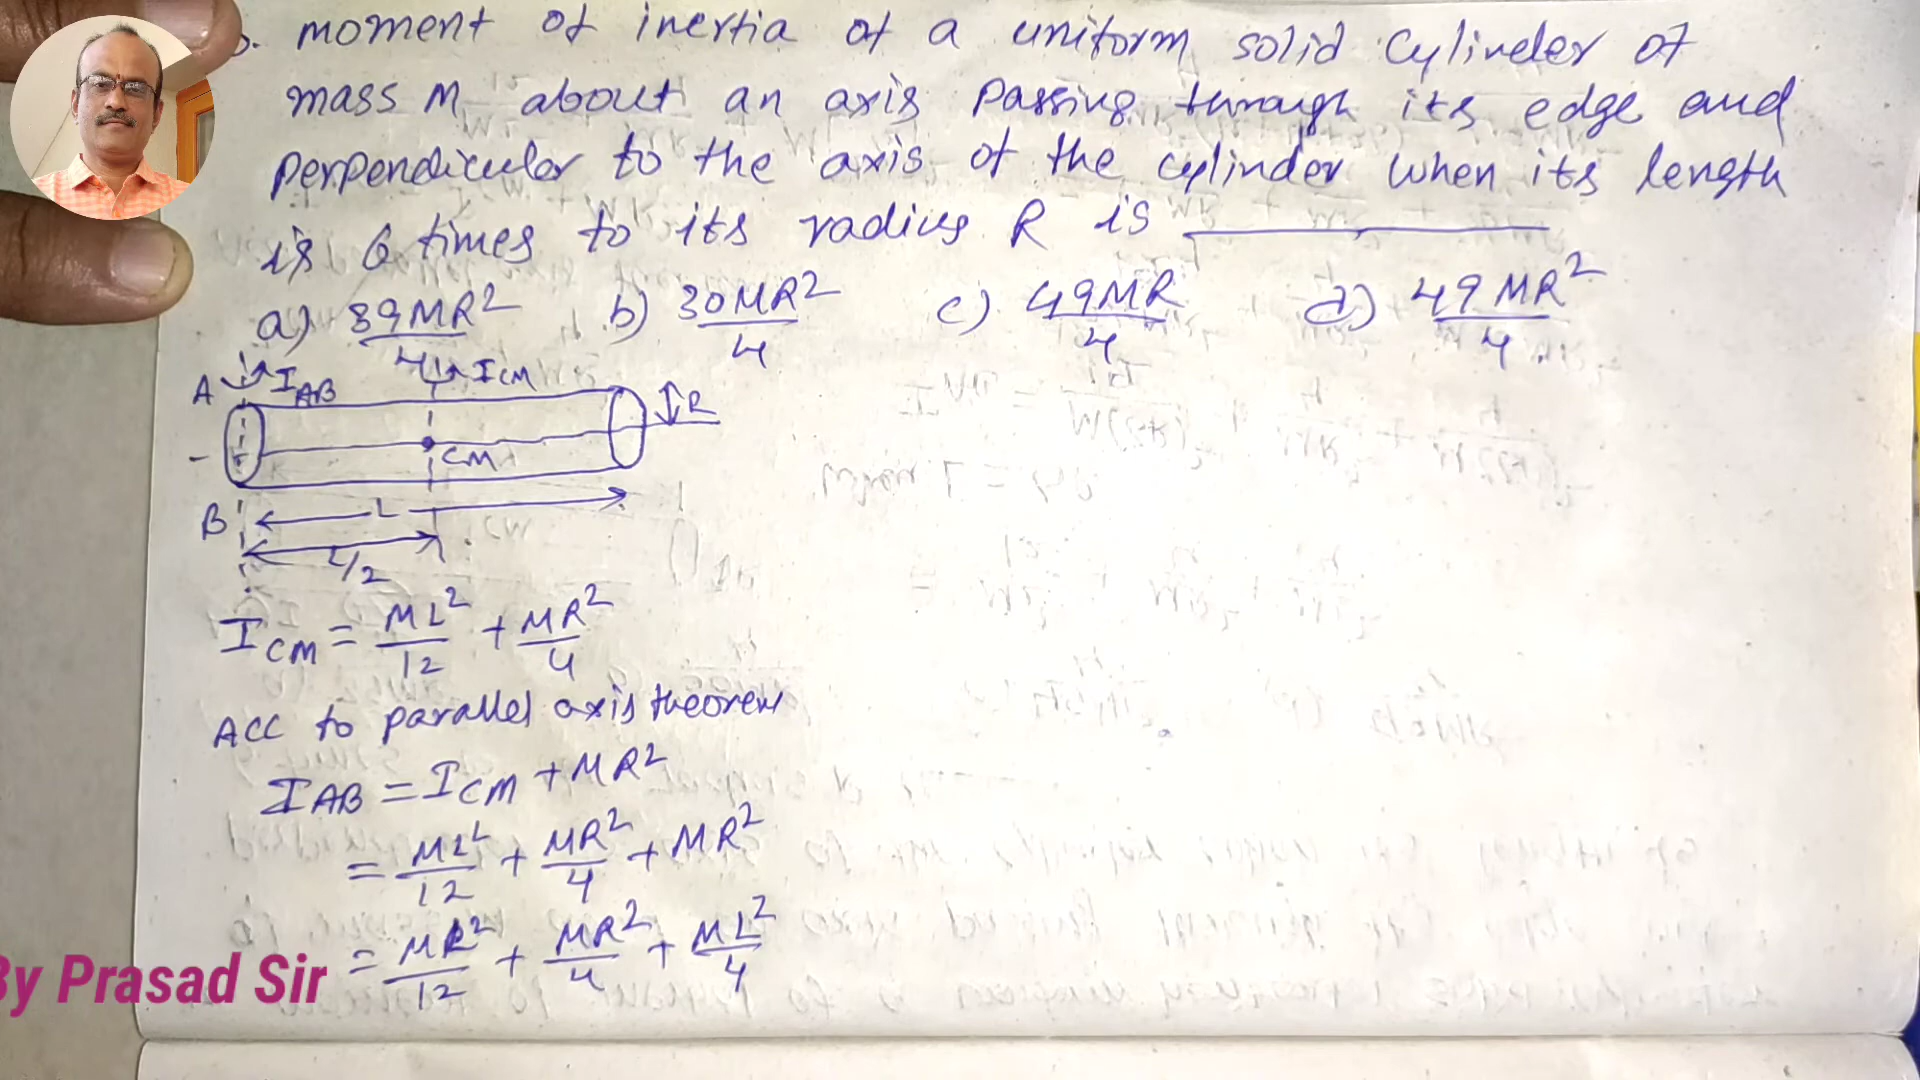 moment of inertia of a uniform solid cylinder of
mass M about an axis passing through its edge and
perpendicular to the axis of the cylinder when its length
is 6 times to its radius R is ________
a) 39MR²/4 b) 30MR²/4 c) 49MR/4 d) 49MR²/4
A I_AB I_CM
R
CM
B L
L/2
I_CM = ML²/12 + MR²/4
ACC to parallel axis theorem
I_AB = I_CM + MR²
= ML²/12 + MR²/4 + MR²
= ML²/12 + MR²/4 + ML²/4
By Prasad Sir